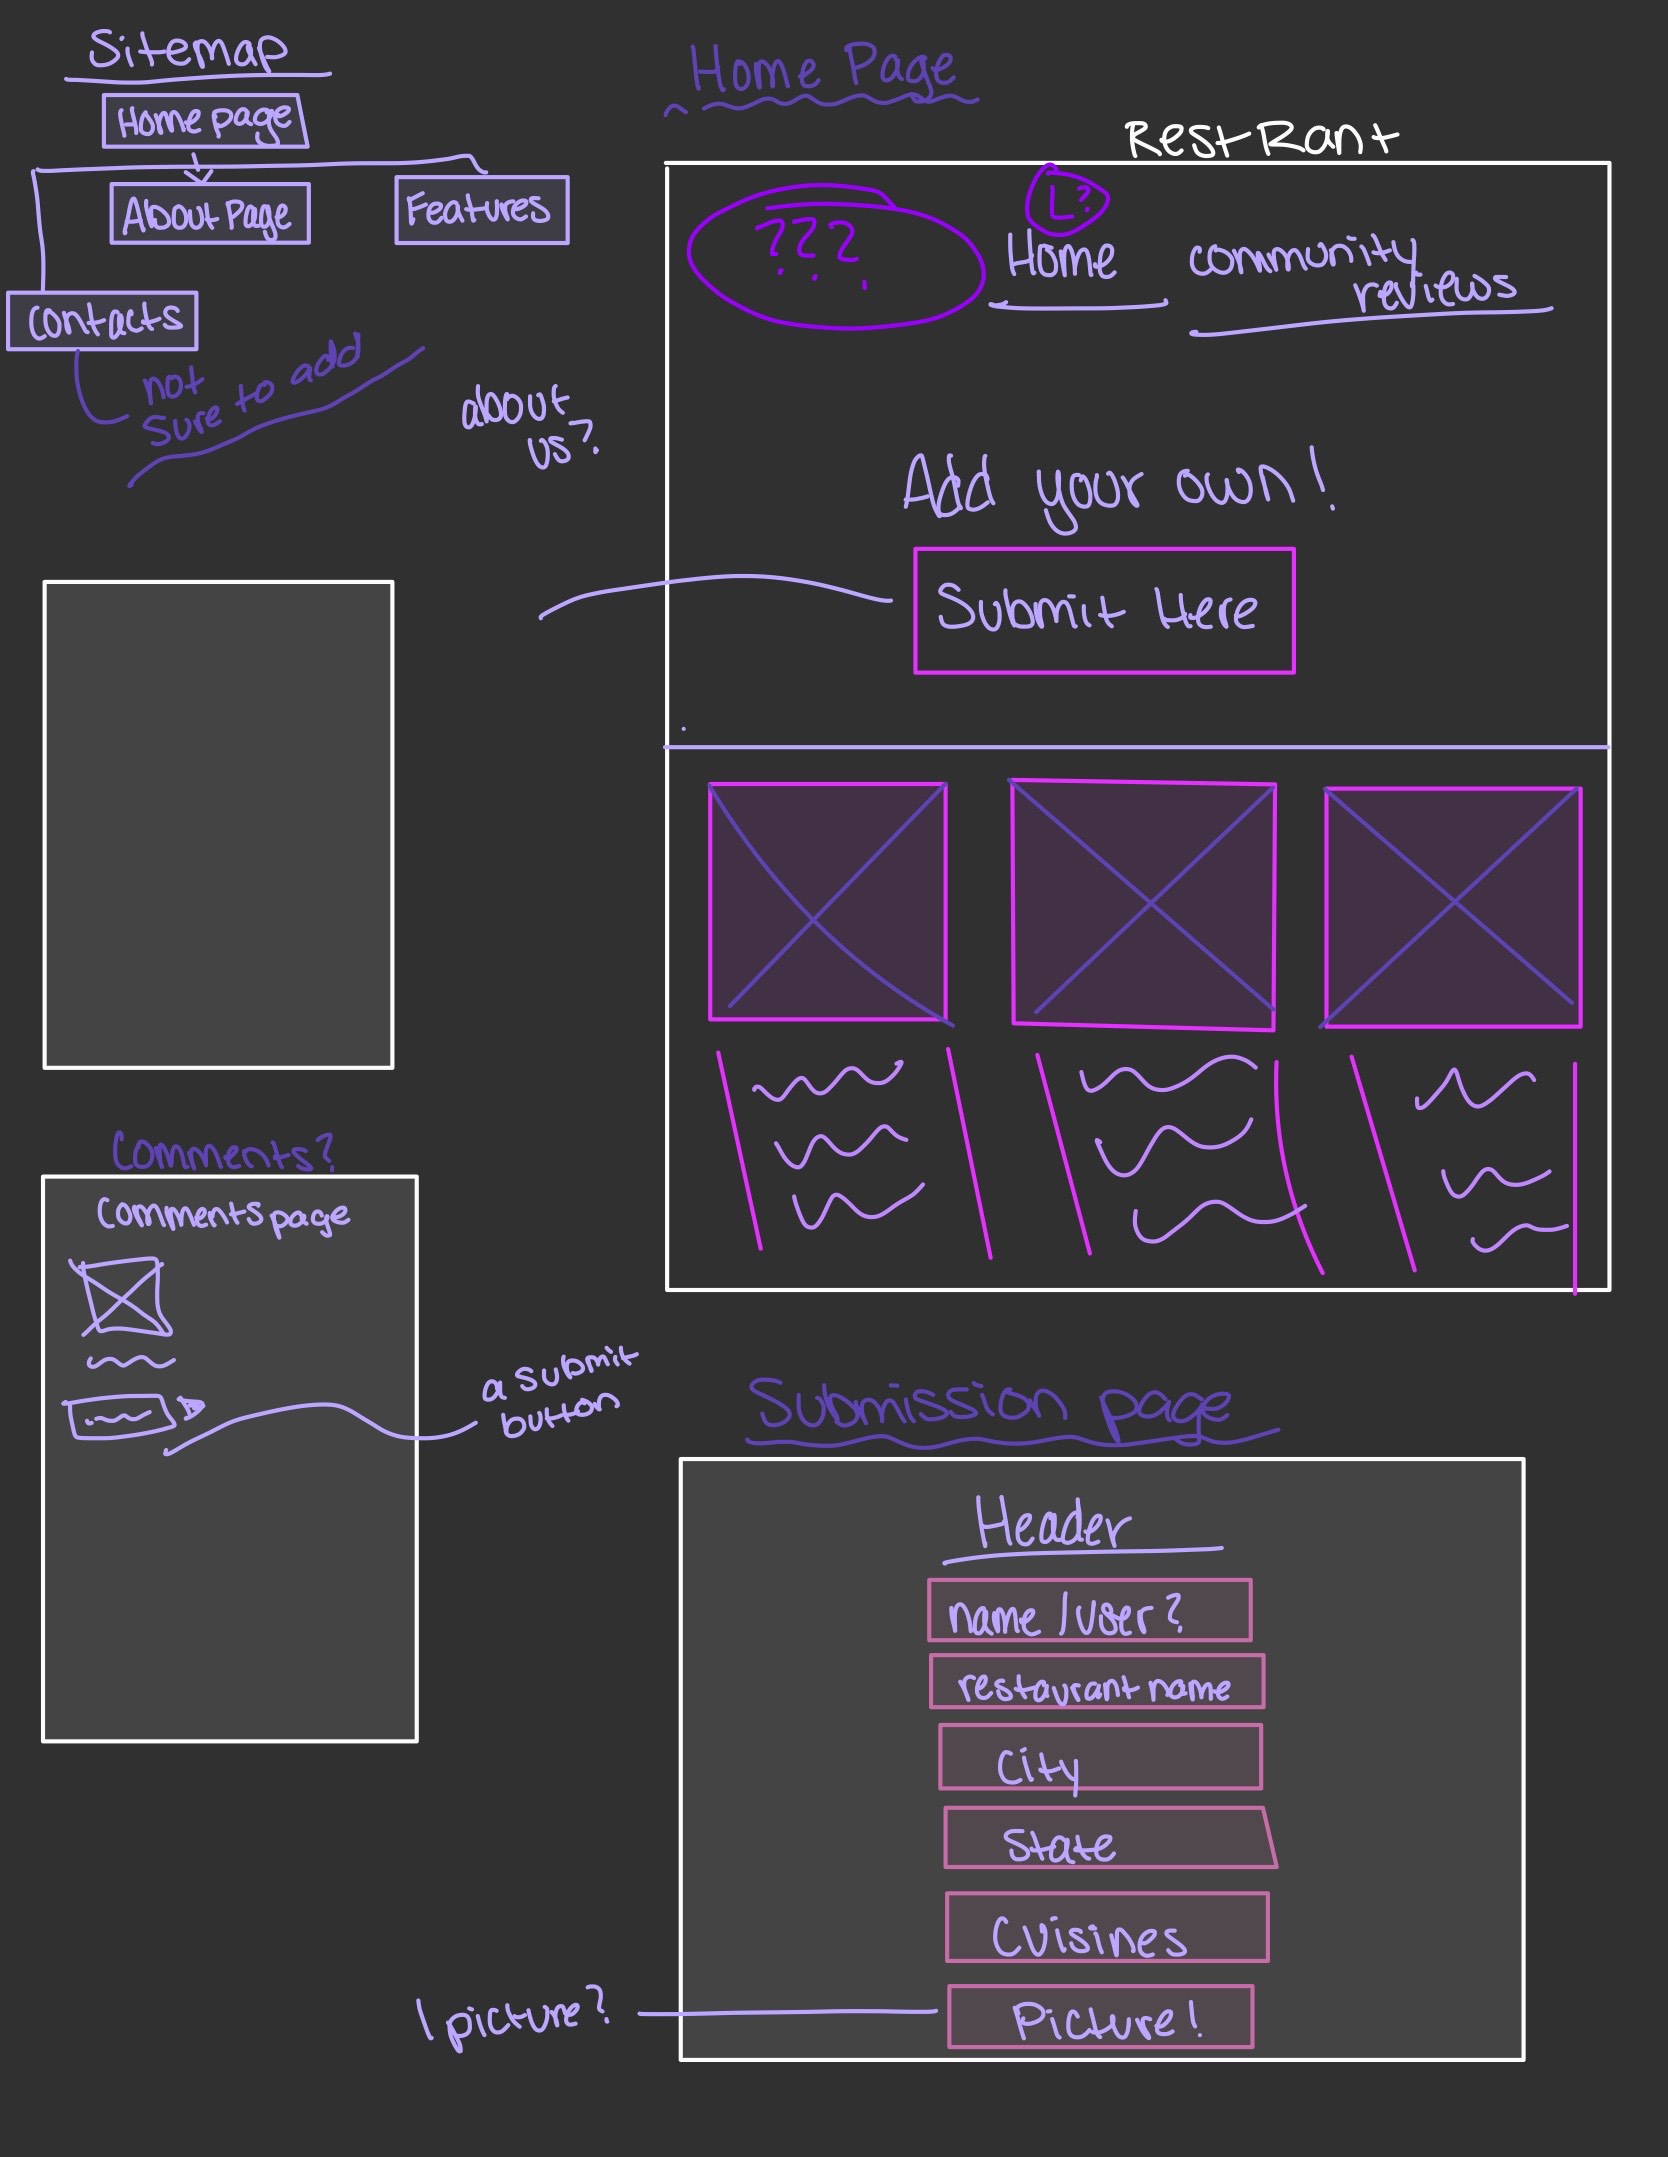 Sitemap
Home page
About Page
Features
Contacts
not
sure to add
about
us?
Home Page
RestRant
???
L?
Home
community
reviews
Add your own!
Submit Here
Comments?
Comments page
a submit
button
Submission page
Header
name / user?
restaurant name
City
State
Cuisines
Picture!
1 picture?